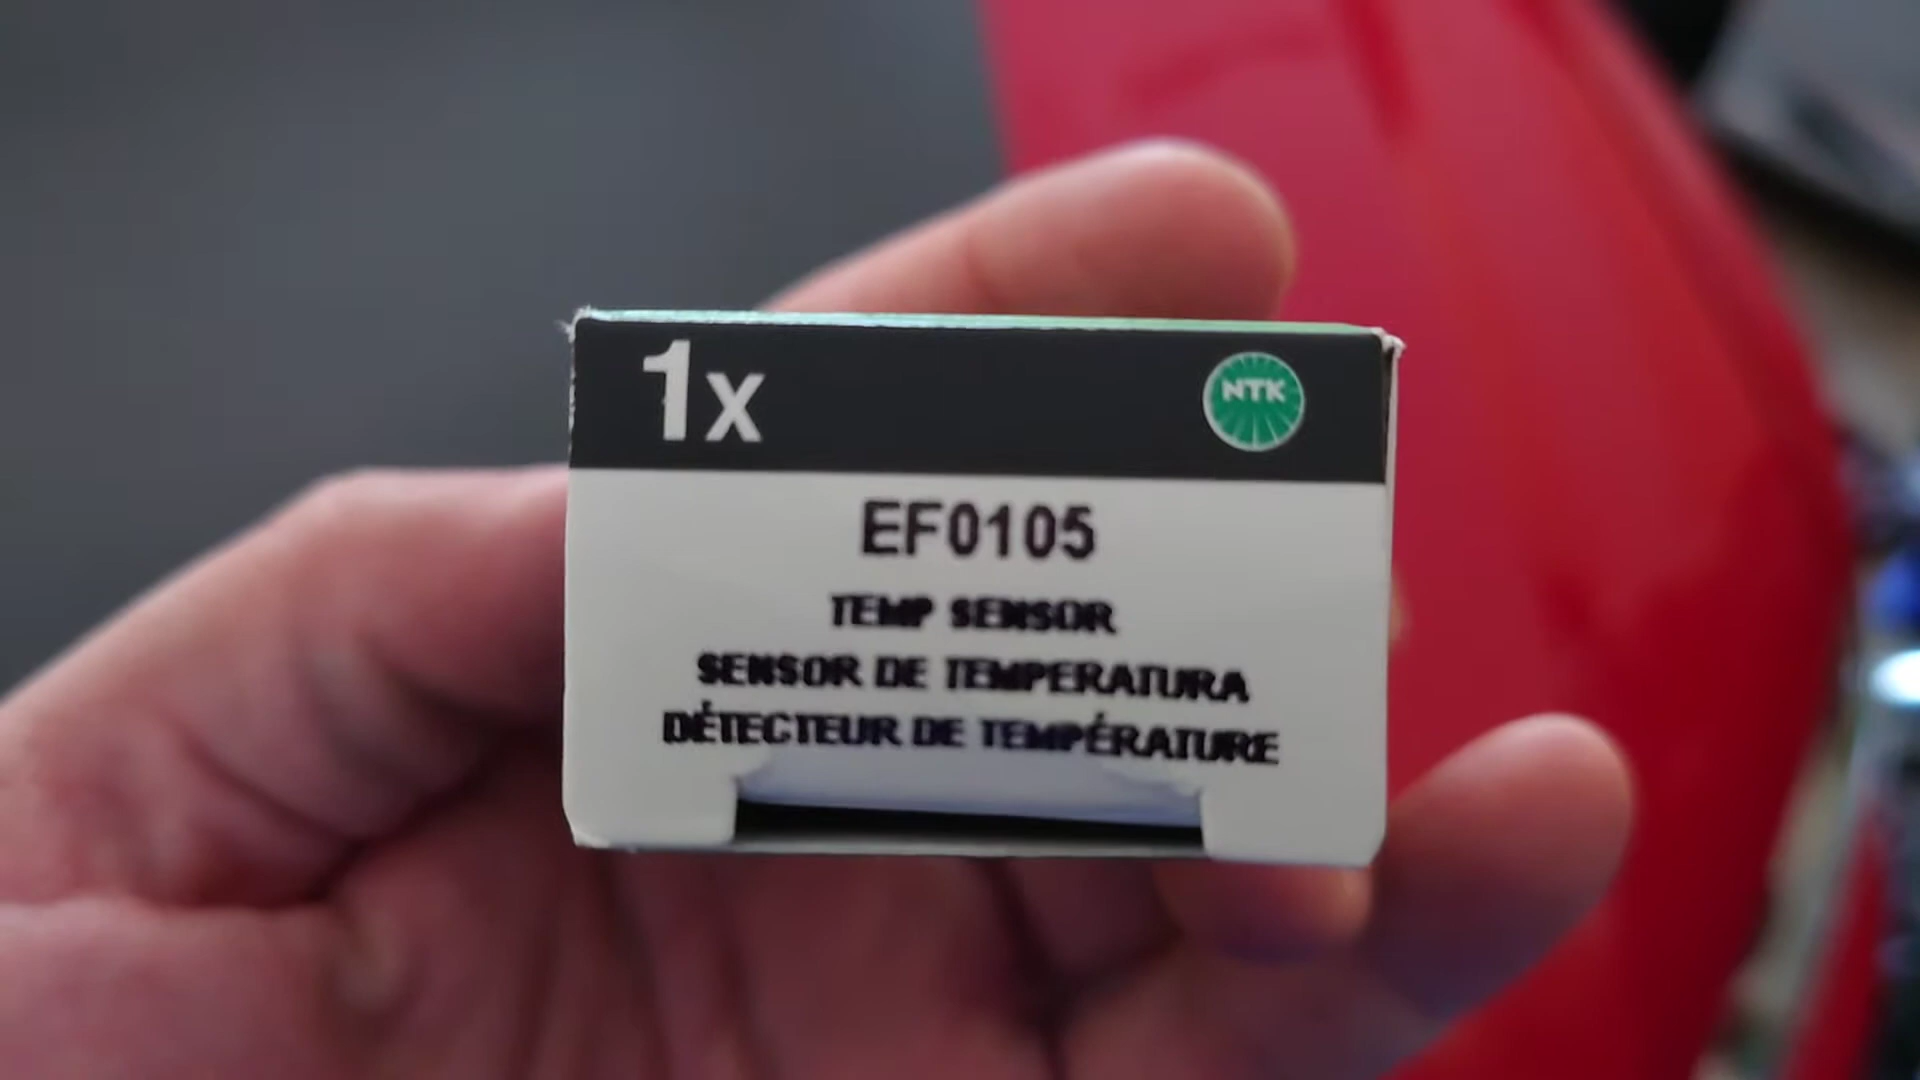 1x
NTK
EF0105
TEMP SENSOR
SENSOR DE TEMPERATURA
DÉTECTEUR DE TEMPÉRATURE